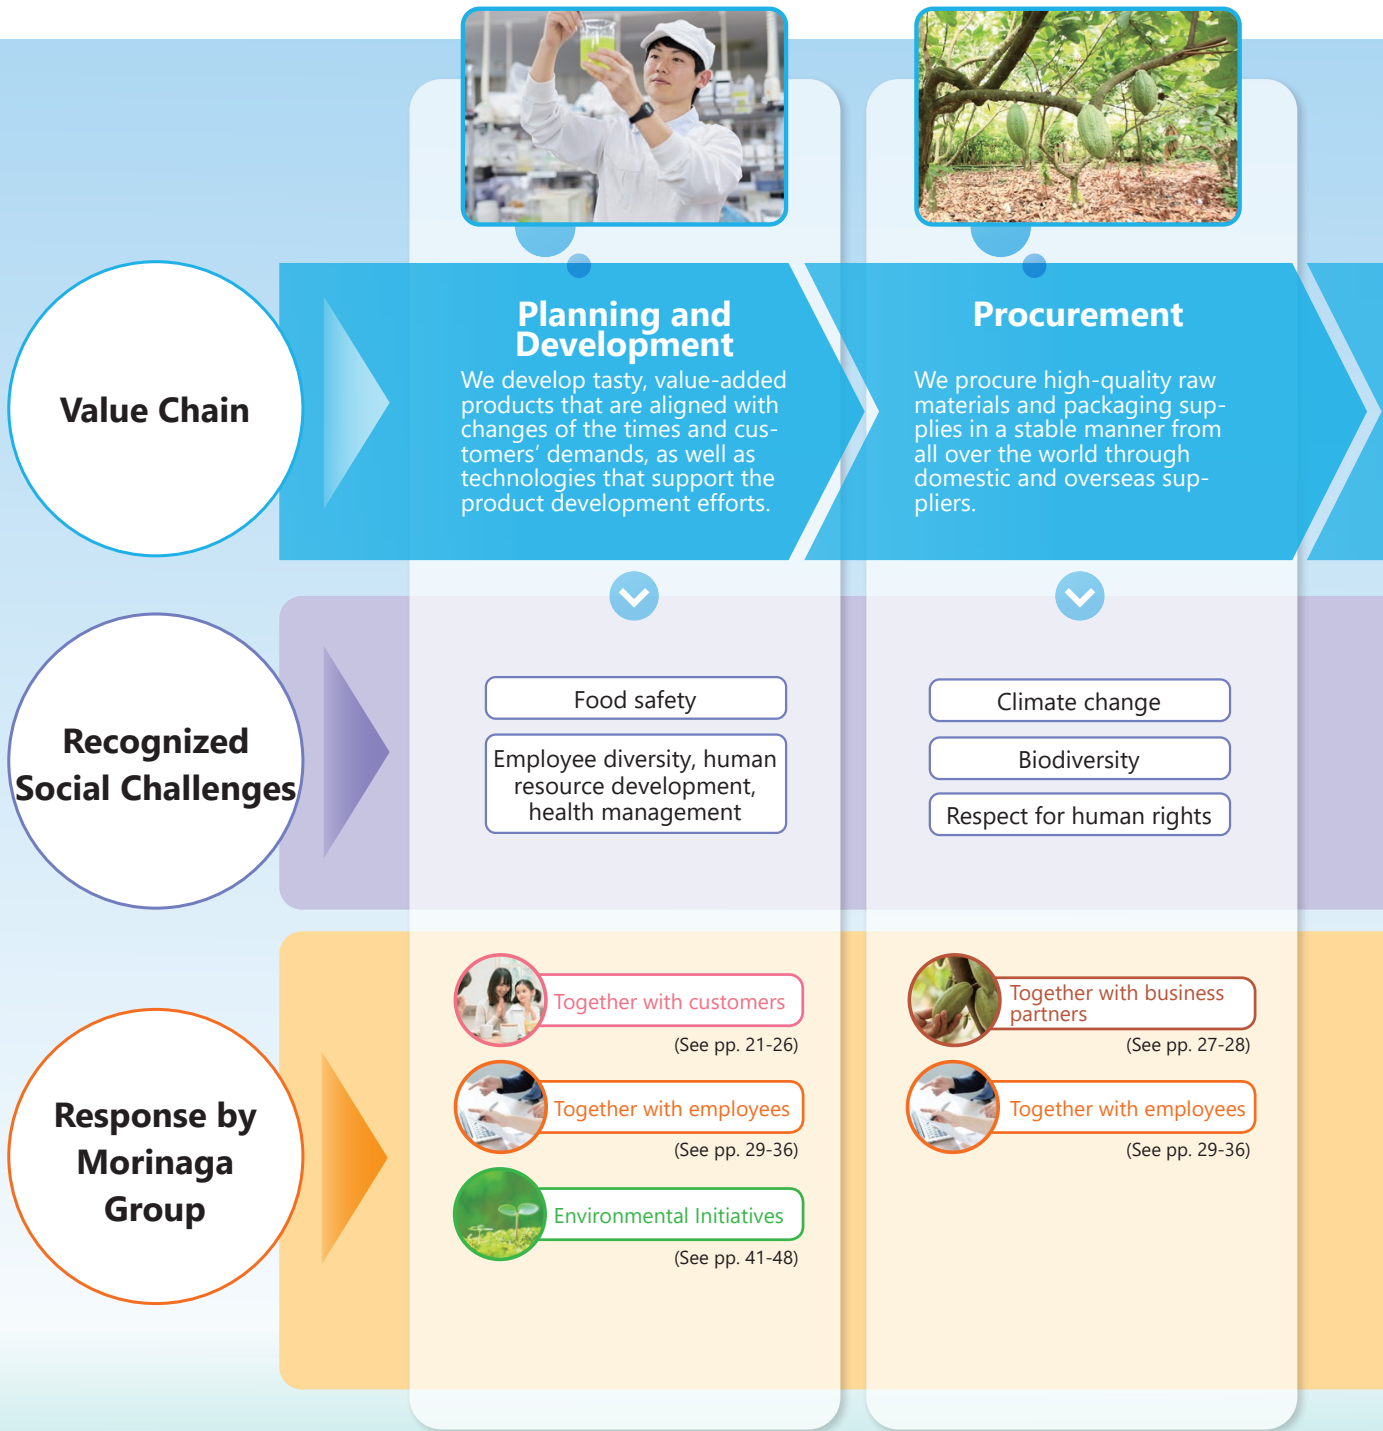 Value Chain
Planning and
Development
We develop tasty, value-added
products that are aligned with
changes of the times and cus-
tomers’ demands, as well as
technologies that support the
product development efforts.
Procurement
We procure high-quality raw
materials and packaging sup-
plies in a stable manner from
all over the world through
domestic and overseas sup-
pliers.
Recognized
Social Challenges
Food safety
Employee diversity, human
resource development,
health management
Climate change
Biodiversity
Respect for human rights
Response by
Morinaga
Group
Together with customers
(See pp. 21-26)
Together with employees
(See pp. 29-36)
Environmental Initiatives
(See pp. 41-48)
Together with business
partners
(See pp. 27-28)
Together with employees
(See pp. 29-36)